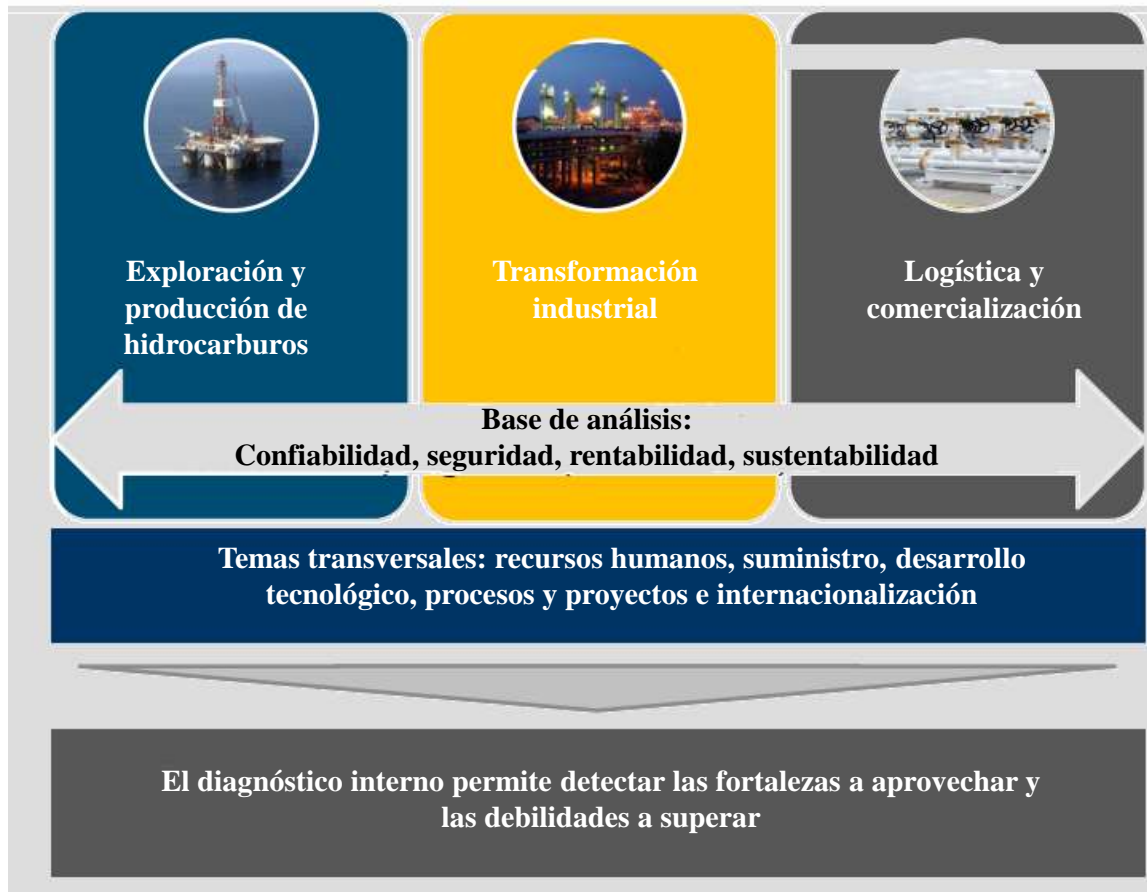 Exploración y
producción de
hidrocarburos
Transformación
industrial
Logística y
comercialización
Base de análisis:
Confiabilidad, seguridad, rentabilidad, sustentabilidad
Temas transversales: recursos humanos, suministro, desarrollo
tecnológico, procesos y proyectos e internacionalización
El diagnóstico interno permite detectar las fortalezas a aprovechar y
las debilidades a superar